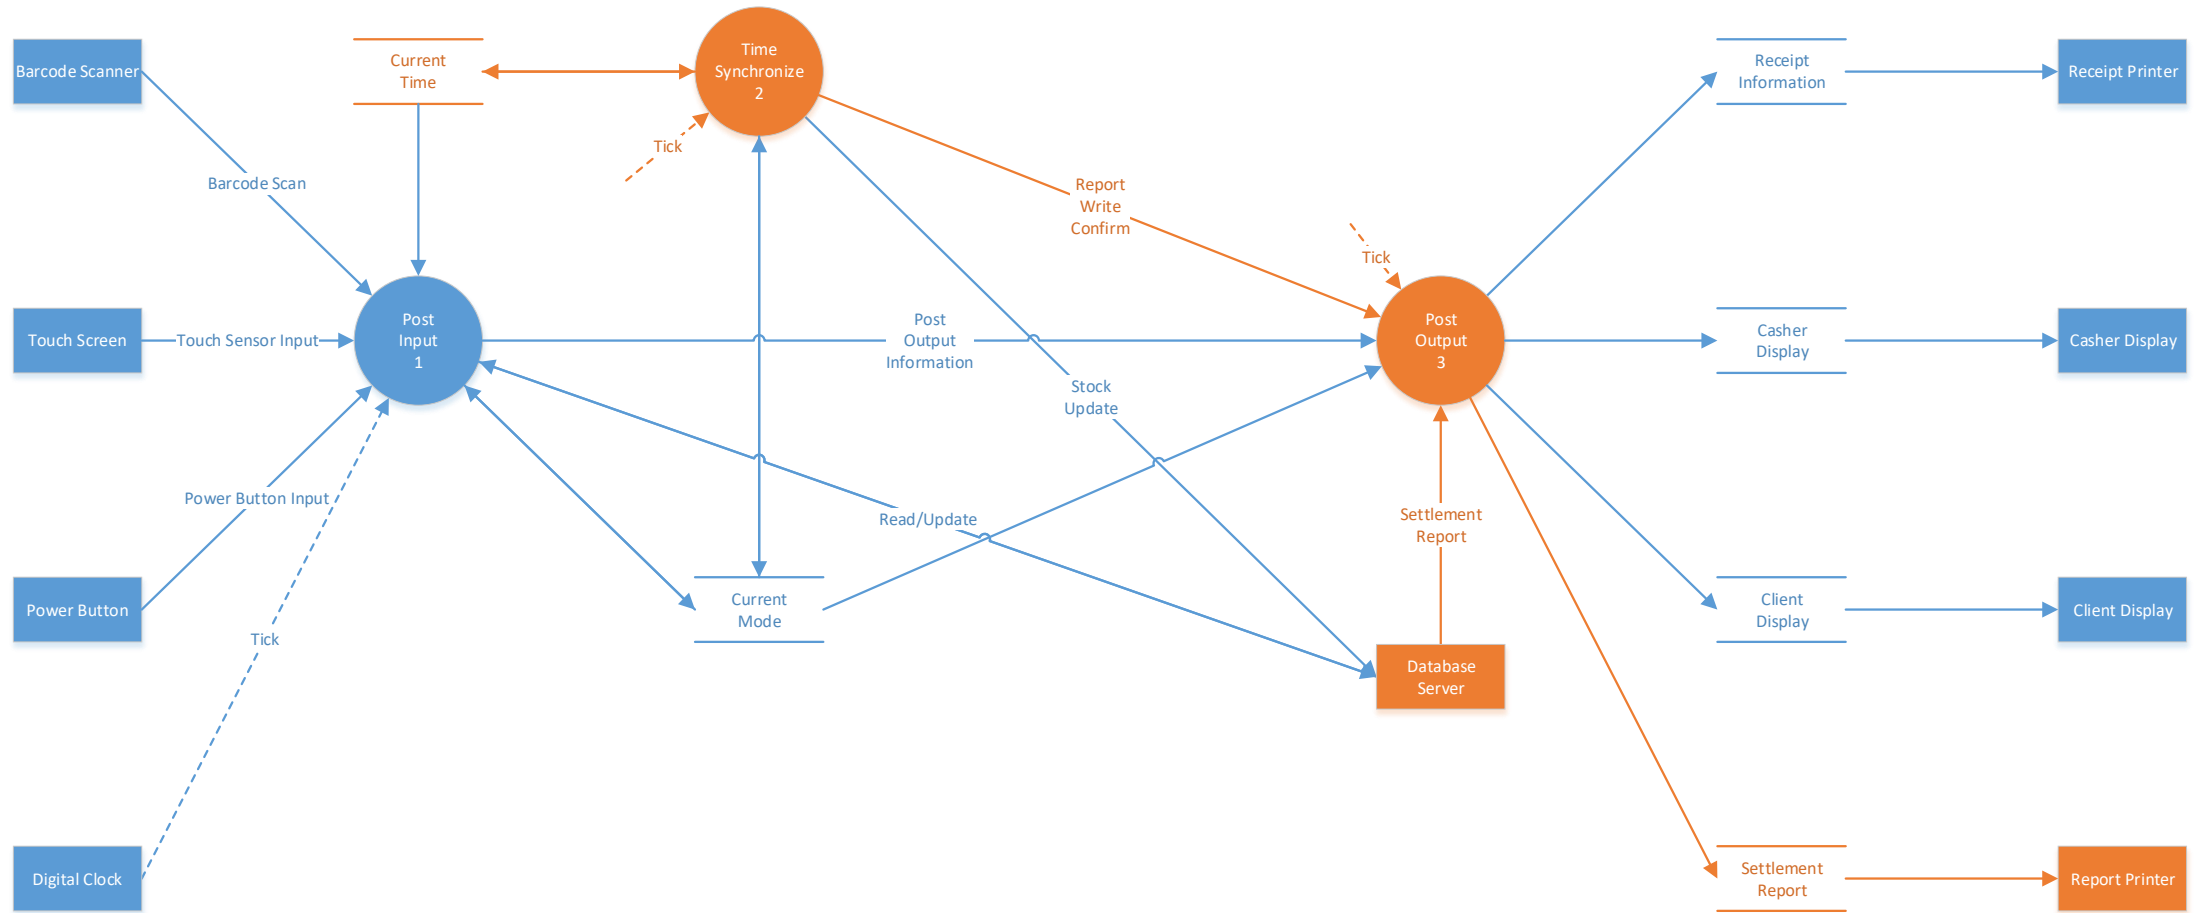 Barcode Scanner
Current
Time
Time
Synchronize
2
Receipt
Information
Receipt Printer
Tick
Barcode Scan
Report
Write
Confirm
Tick
Touch Screen
Touch Sensor Input
Post
Input
1
Post
Output
Information
Post
Output
3
Casher
Display
Casher Display
Stock
Update
Power Button Input
Read/Update
Settlement
Report
Power Button
Current
Mode
Client
Display
Client Display
Tick
Database
Server
Digital Clock
Settlement
Report
Report Printer